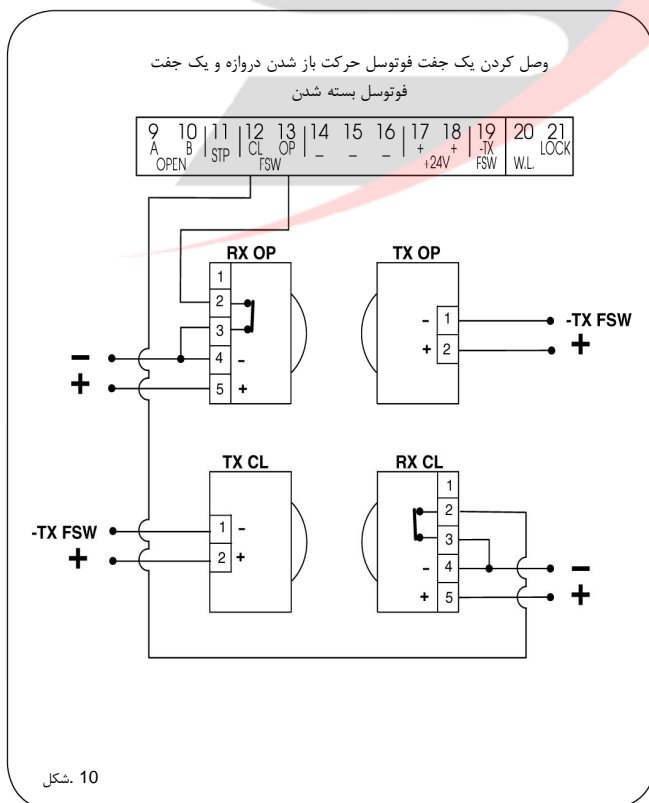 وصل کردن یک جفت فوتوسل حرکت باز شدن دروازه و یک جفت
فوتوسل بسته شدن
9 10 11 12 13 14 15 16 17 18 19 20 21
A B STP CL OP _ _ _ + + -TX LOCK
OPEN FSW +24V FSW W.L.
RX OP TX OP
1
2
3
4 -
5 +
-
+
- 1
+ 2
-TX FSW
+
TX CL RX CL
-TX FSW
+
1 -
2 +
1
2
3
- 4
+ 5
-
+
10 .شکل